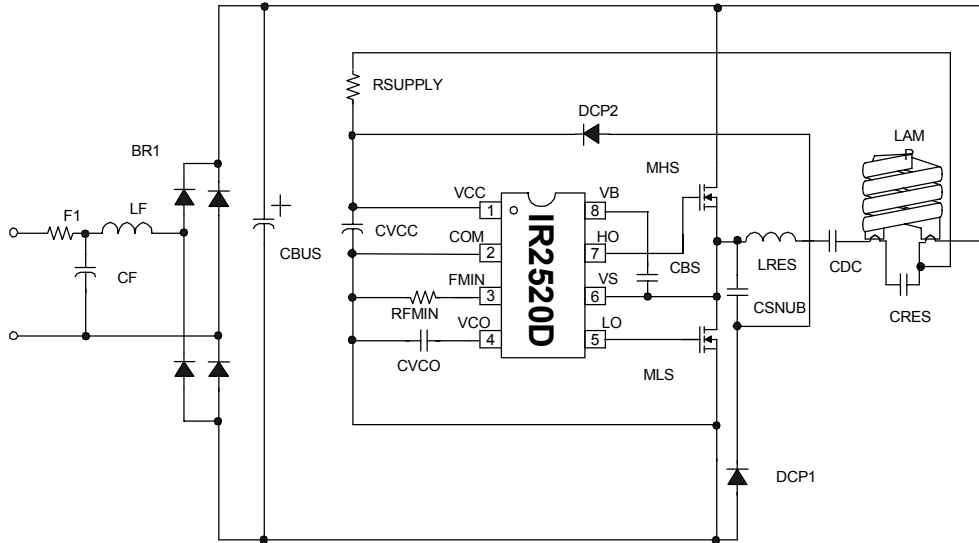 RSUPPLY
DCP2
BR1
LAM
P
MHS
F1
LF
VCC
VB
1
8
CVCC
COM
HO
CBUS
2
7
CBS
LRES
CDC
CF
FMIN
VS
3
6
CSNUB
CRES
RFMIN
VCO
LO
4
5
CVCO
MLS
IR2520D
DCP1